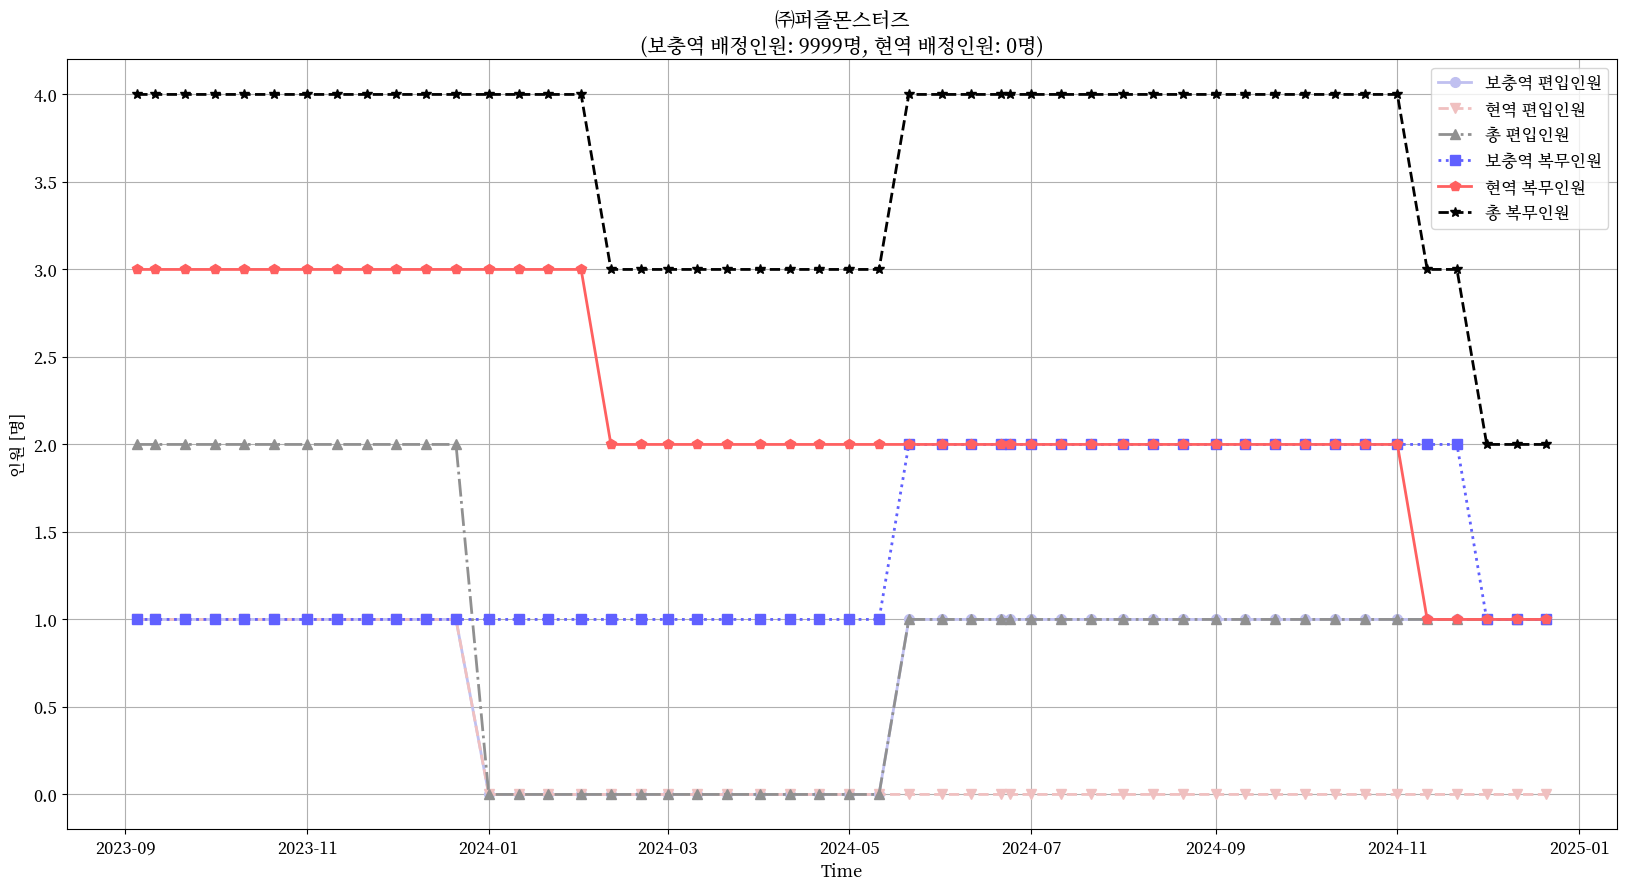 ㈜퍼즐몬스터즈
(보충역 배정인원: 9999명, 현역 배정인원: 0명)
보충역 편입인원
현역 편입인원
총 편입인원
보충역 복무인원
현역 복무인원
총 복무인원
4.0
3.5
3.0
2.5
2.0
1.5
1.0
0.5
0.0
인원 [명]
2023-09
2023-11
2024-01
2024-03
2024-05
2024-07
2024-09
2024-11
2025-01
Time